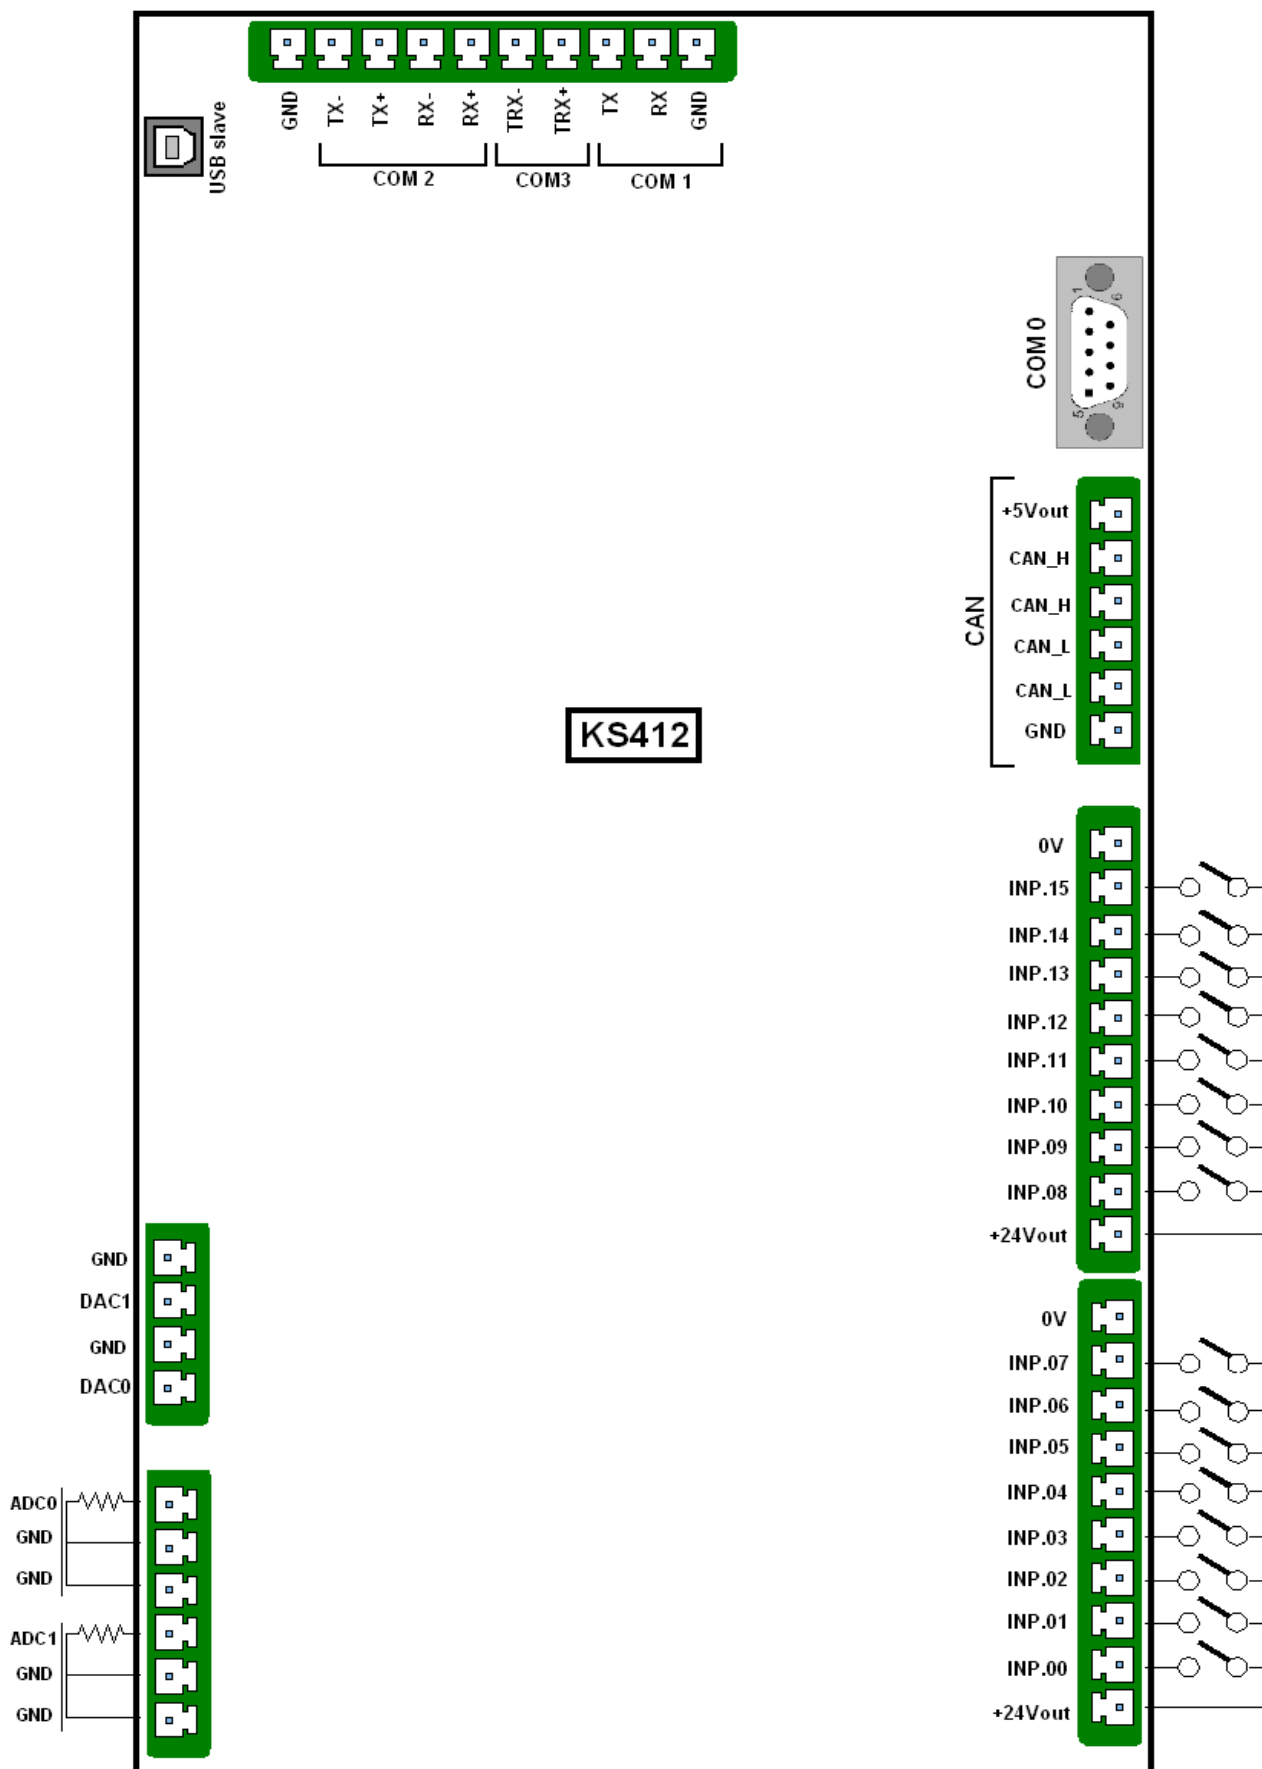 GND
TX-
TX+
RX-
RX+
TRX-
TRX+
TX
RX
GND
USB slave
COM 2
COM3
COM 1
COM 0
1
6
5
9
CAN
+5Vout
CAN_H
CAN_H
CAN_L
CAN_L
GND
KS412
0V
INP.15
INP.14
INP.13
INP.12
INP.11
INP.10
INP.09
INP.08
+24Vout
GND
DAC1
GND
DAC0
0V
INP.07
INP.06
INP.05
INP.04
INP.03
INP.02
INP.01
INP.00
+24Vout
ADC0
GND
GND
ADC1
GND
GND